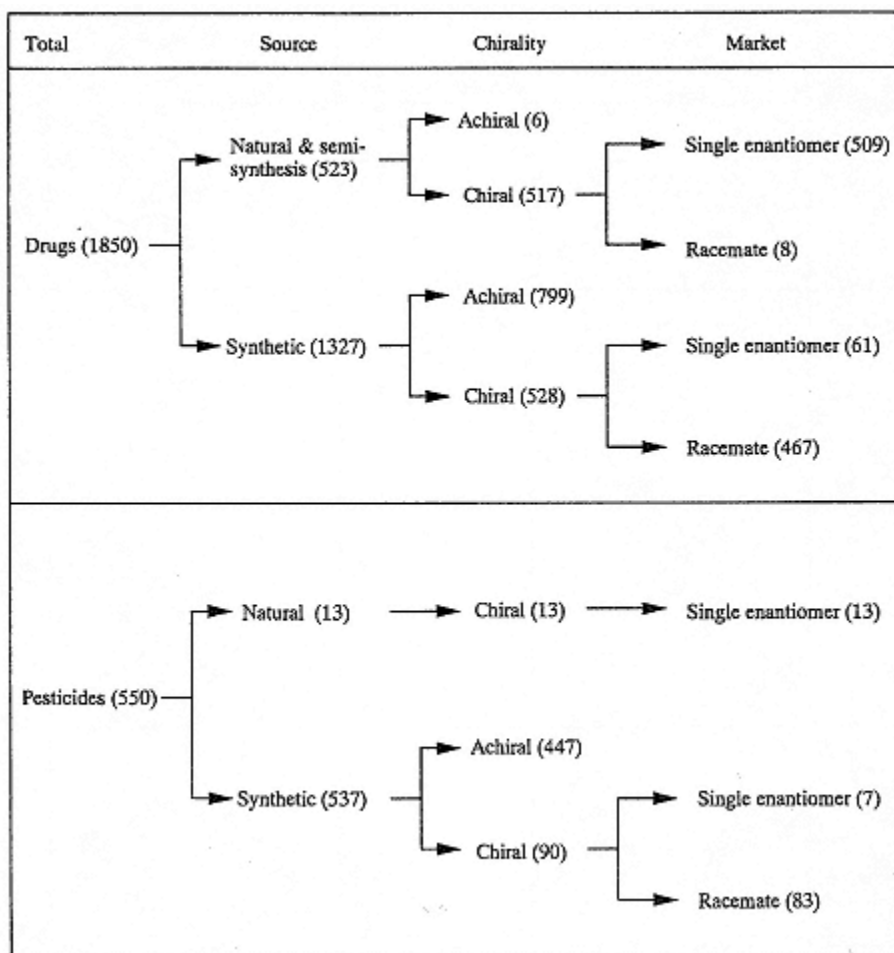 Total Source Chirality Market
Achiral (6)
Natural & semi-
synthesis (523)
Single enantiomer (509)
Chiral (517)
Drugs (1850)
Racemate (8)
Achiral (799)
Synthetic (1327)
Single enantiomer (61)
Chiral (528)
Racemate (467)
Natural (13) Chiral (13) Single enantiomer (13)
Pesticides (550)
Achiral (447)
Synthetic (537)
Single enantiomer (7)
Chiral (90)
Racemate (83)